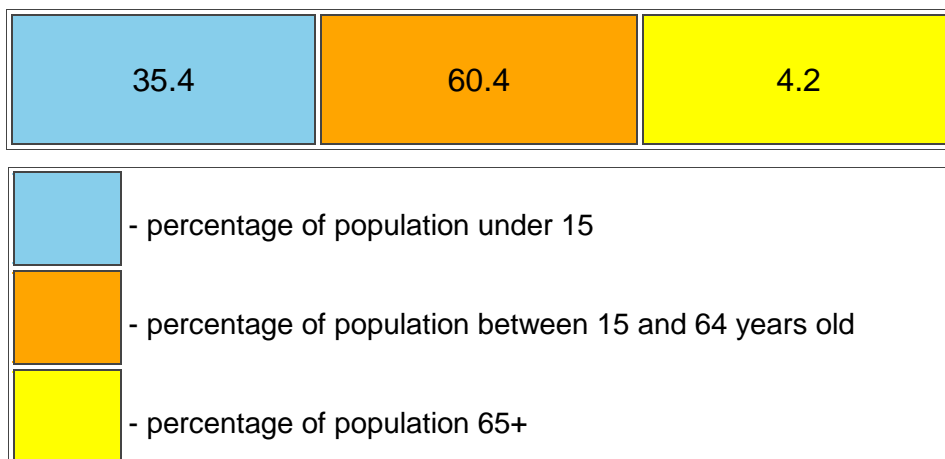 35.4 60.4 4.2
- percentage of population under 15
- percentage of population between 15 and 64 years old
- percentage of population 65+